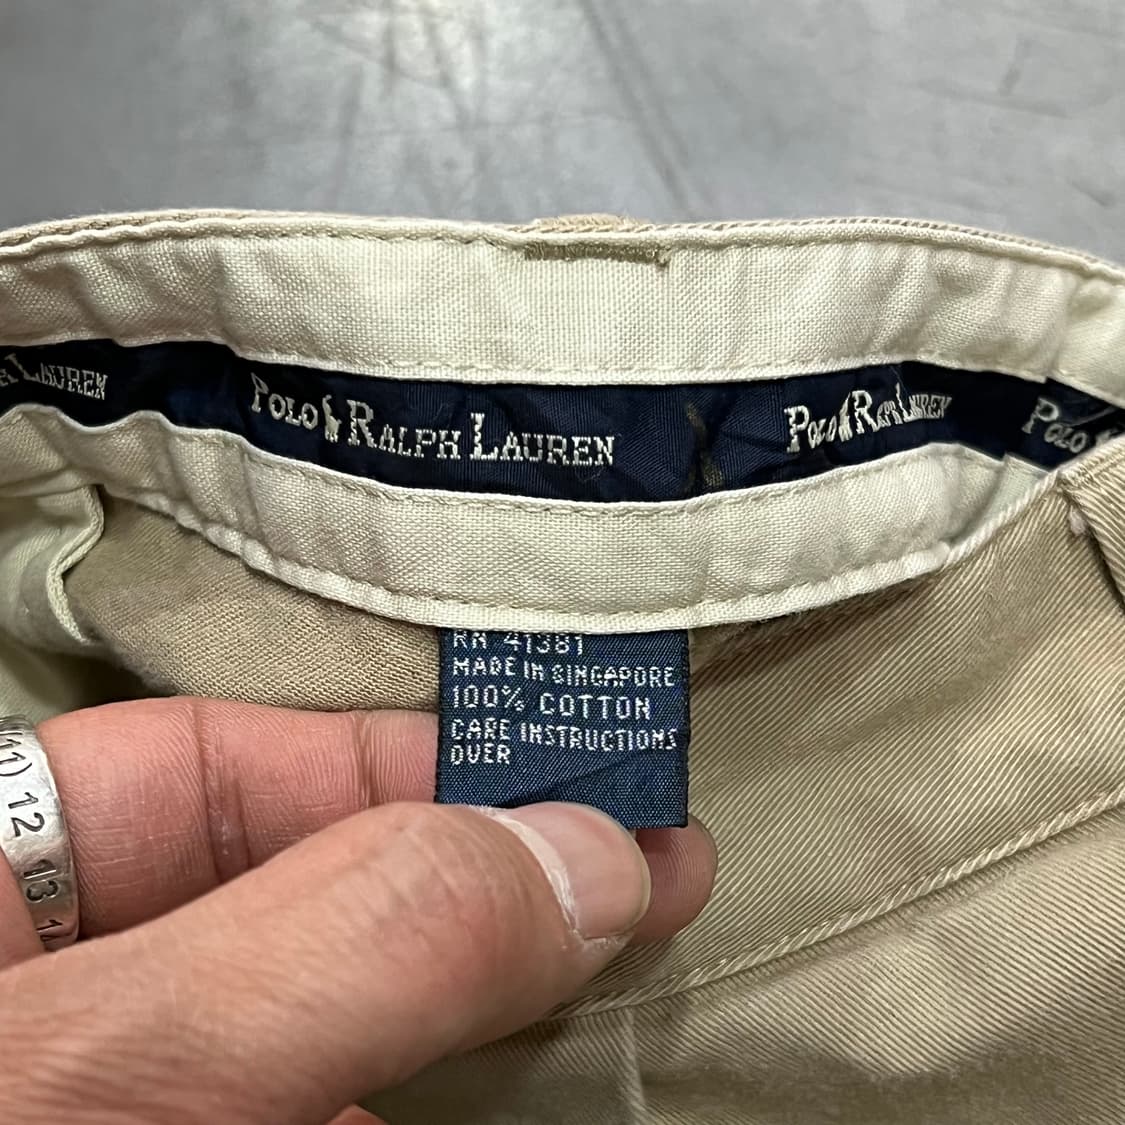 LAUREN
POLO RALPH LAUREN
POLO RALPH LAUREN
POLO
RN 41381
MADE IN SINGAPORE
100% COTTON
CARE INSTRUCTIONS
OVER
11) 12 13 14